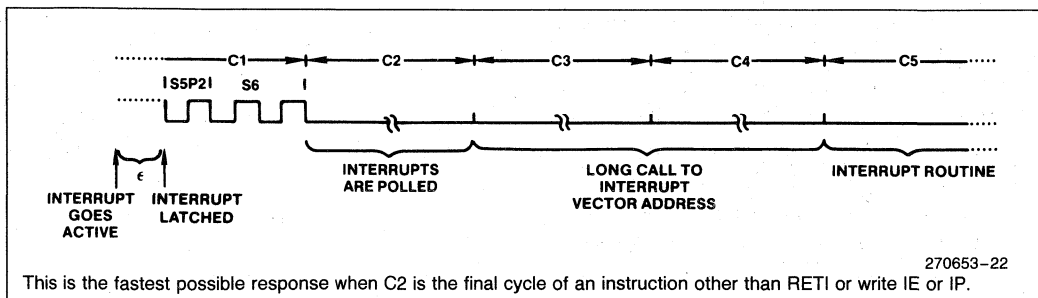 C1 C2 C3 C4 C5
S5P2 S6
ϵ
INTERRUPT GOES ACTIVE
INTERRUPT LATCHED
INTERRUPTS ARE POLLED
LONG CALL TO INTERRUPT VECTOR ADDRESS
INTERRUPT ROUTINE
270653–22
This is the fastest possible response when C2 is the final cycle of an instruction other than RETI or write IE or IP.